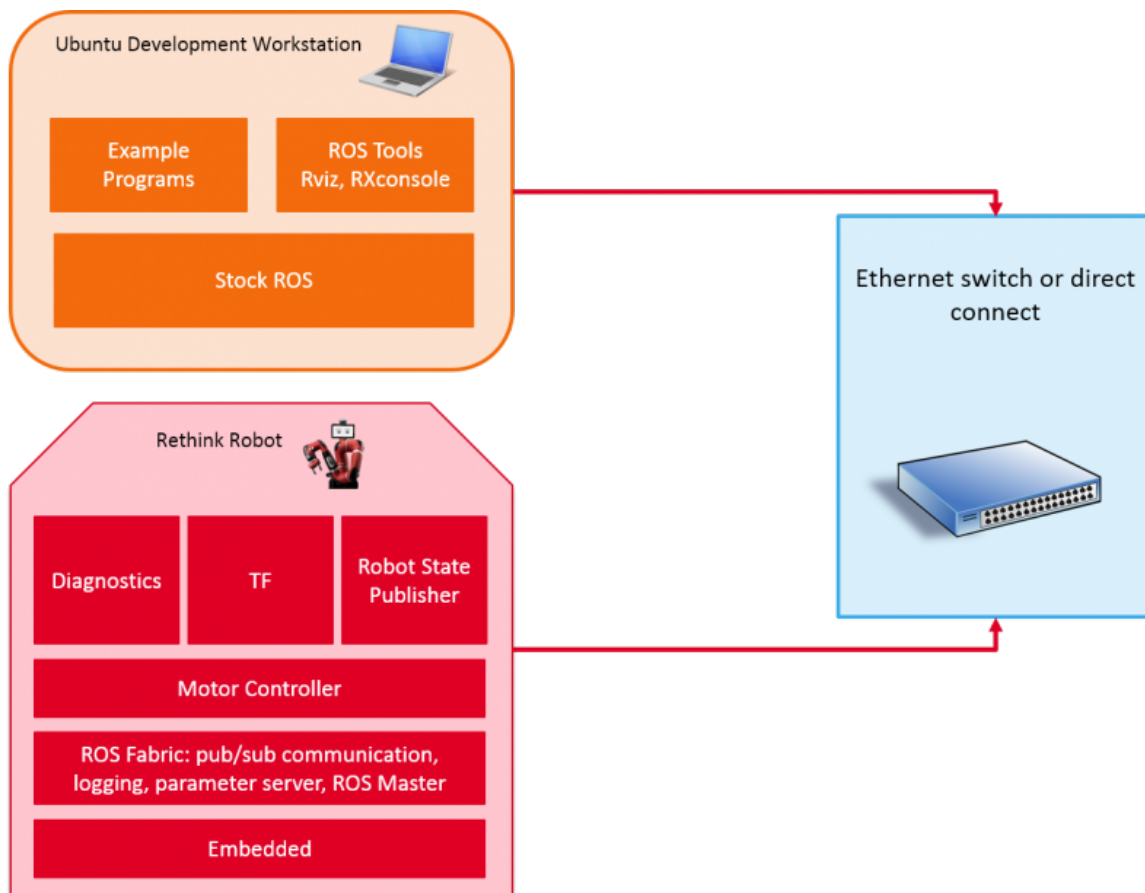 Ubuntu Development Workstation
Example
Programs
ROS Tools
Rviz, RXconsole
Stock ROS
Ethernet switch or direct
connect
Rethink Robot
Diagnostics
TF
Robot State
Publisher
Motor Controller
ROS Fabric: pub/sub communication,
logging, parameter server, ROS Master
Embedded